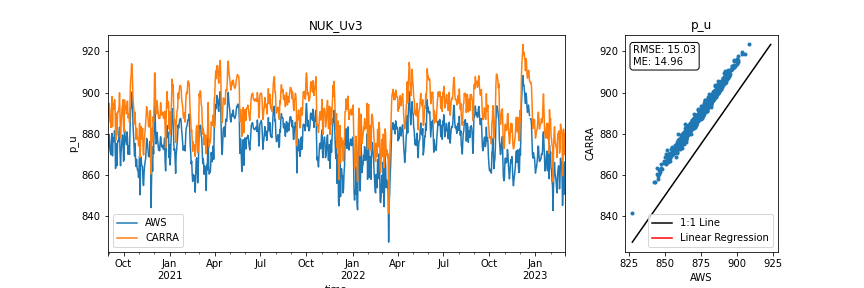 NUK_Uv3
p_u
920
900
880
860
840
p_u
AWS
CARRA
Oct
Jan
2021
Apr
Jul
Oct
Jan
2022
Apr
Jul
Oct
Jan
2023
p_u
RMSE: 15.03
ME: 14.96
920
900
880
860
840
CARRA
1:1 Line
Linear Regression
825
850
875
900
925
AWS